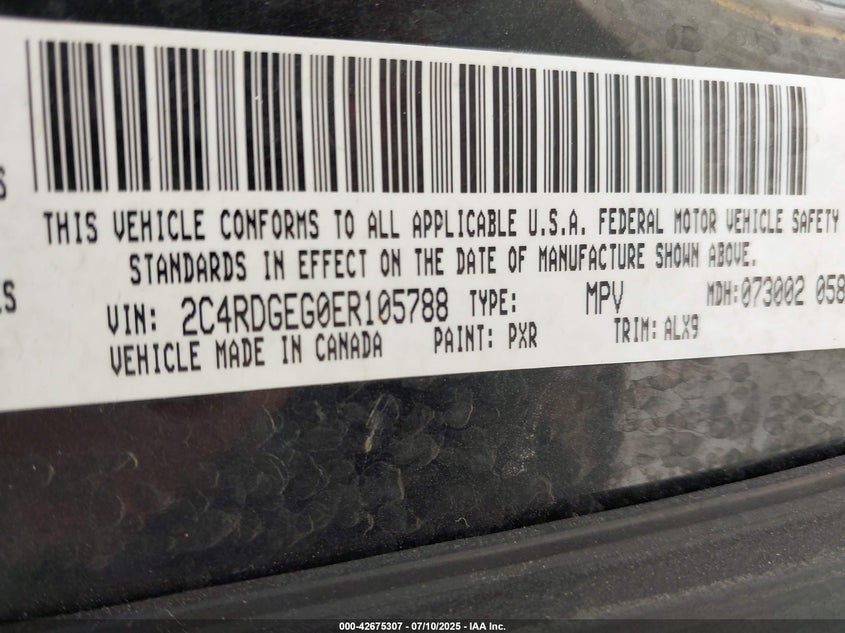 S
THIS VEHICLE CONFORMS TO ALL APPLICABLE U.S.A. FEDERAL MOTOR VEHICLE SAFETY
STANDARDS IN EFFECT ON THE DATE OF MANUFACTURE SHOWN ABOVE.
LS
VIN: 2C4RDGEG0ER105788 TYPE: MPV MDH:073002 058
VEHICLE MADE IN CANADA PAINT: PXR TRIM: ALX9
000-42675307 - 07/10/2025 - IAA Inc.